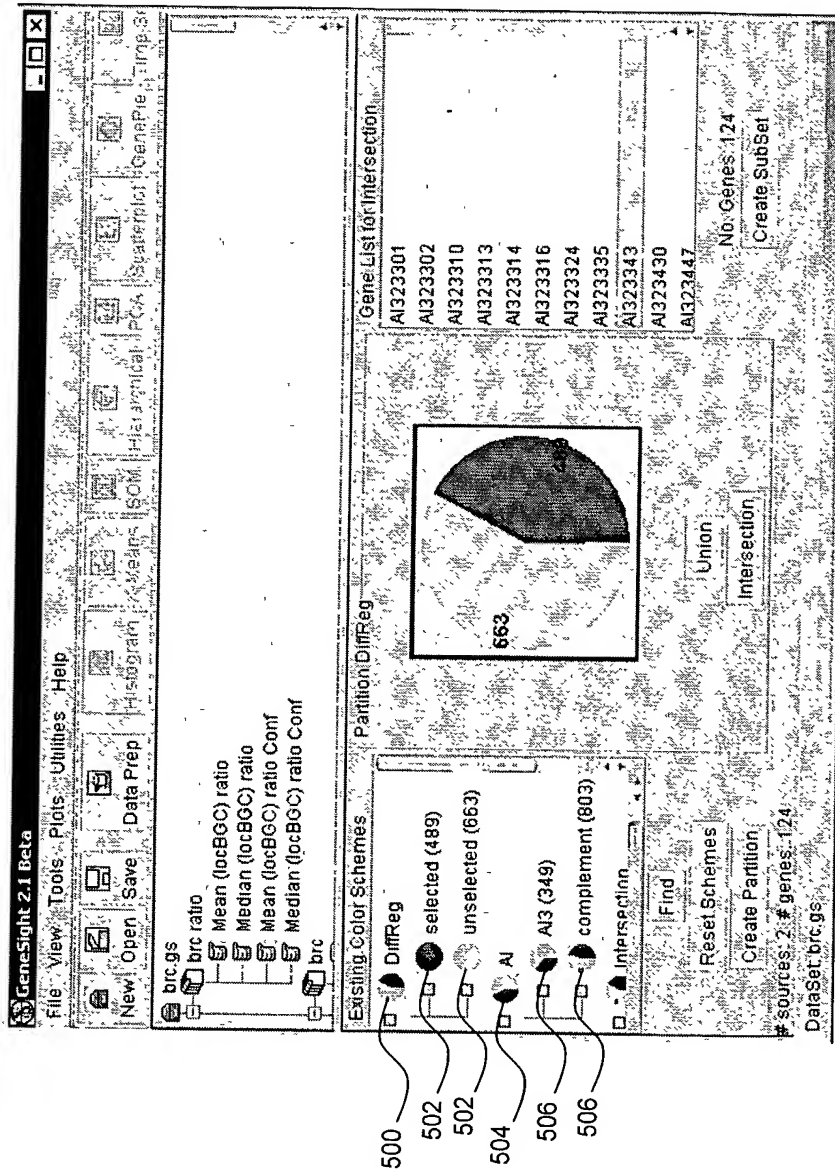 GeneSight 2.1 Beta
File View Tools Plots Utilities Help
New Open Save Data Prep Histogram K-Means SOM Hierarchical PCA Scatterplot GenePie
brc.gs
brc ratio
Mean (locBGC) ratio
Median (locBGC) ratio
Mean (locBGC) ratio Conf
Median (locBGC) ratio Conf
brc
Existing Color Schemes
DiffReg
selected (489)
unselected (663)
AI
AI3 (349)
complement (803)
Intersection
Find
Reset Schemes
Create Partition
Partition DiffReg
663
489
Union
Intersection
Gene List for Intersection
AI323301
AI323302
AI323310
AI323313
AI323314
AI323316
AI323324
AI323335
AI323343
AI323430
AI323447
No. Genes: 124
Create SubSet
# sources: 2 # genes: 124
DataSet: brc.gs
500
502
502
504
506
506